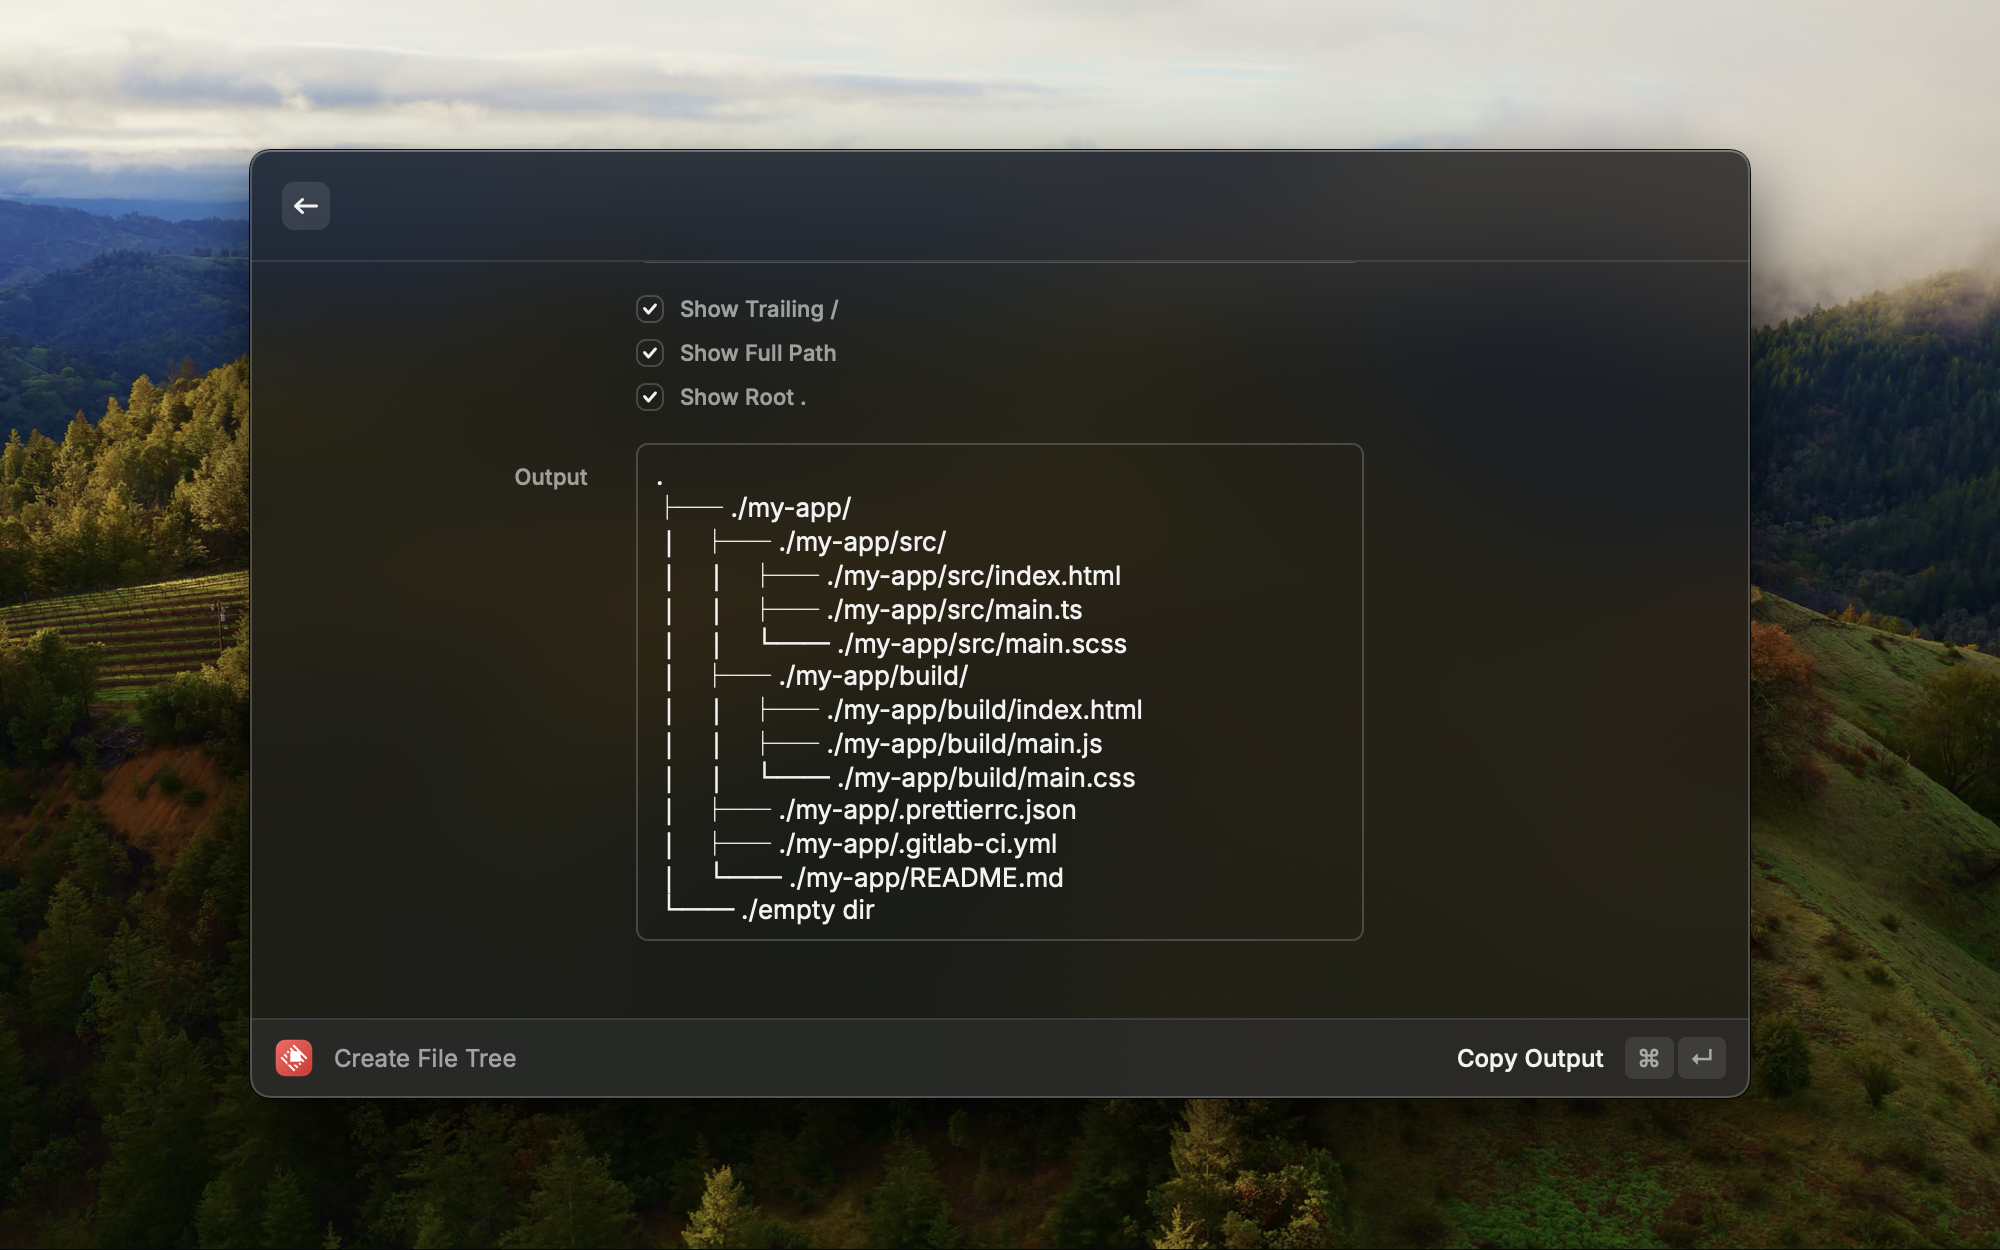 Show Trailing /
Show Full Path
Show Root .
Output
.
├── ./my-app/
│   ├── ./my-app/src/
│   │   ├── ./my-app/src/index.html
│   │   ├── ./my-app/src/main.ts
│   │   └── ./my-app/src/main.scss
│   ├── ./my-app/build/
│   │   ├── ./my-app/build/index.html
│   │   ├── ./my-app/build/main.js
│   │   └── ./my-app/build/main.css
│   ├── ./my-app/.prettierrc.json
│   ├── ./my-app/.gitlab-ci.yml
│   └── ./my-app/README.md
└── ./empty dir
Create File Tree
Copy Output ⌘ ↵